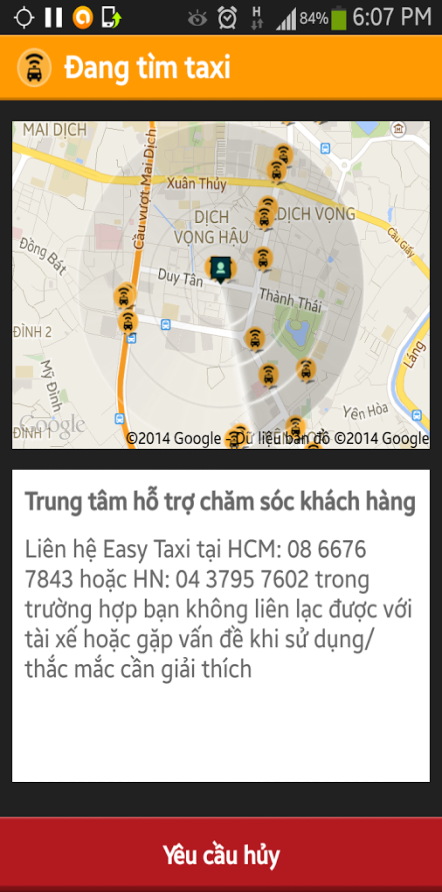 H
84%
6:07 PM
Đang tìm taxi
MAI DỊCH
Cầu vượt Mai Dịch
Xuân Thủy
DỊCH
VỌNG HẬU
DỊCH VỌNG
Cầu Giấy
Đồng Bát
Duy Tân
Thành Thái
ĐÌNH 2
Mỹ Đình
Láng
Yên Hòa
ĐÌNH 1
Google
©2014 Google - Dữ liệu bản đồ ©2014 Google
Trung tâm hỗ trợ chăm sóc khách hàng
Liên hệ Easy Taxi tại HCM: 08 6676
7843 hoặc HN: 04 3795 7602 trong
trường hợp bạn không liên lạc được với
tài xế hoặc gặp vấn đề khi sử dụng/
thắc mắc cần giải thích
Yêu cầu hủy